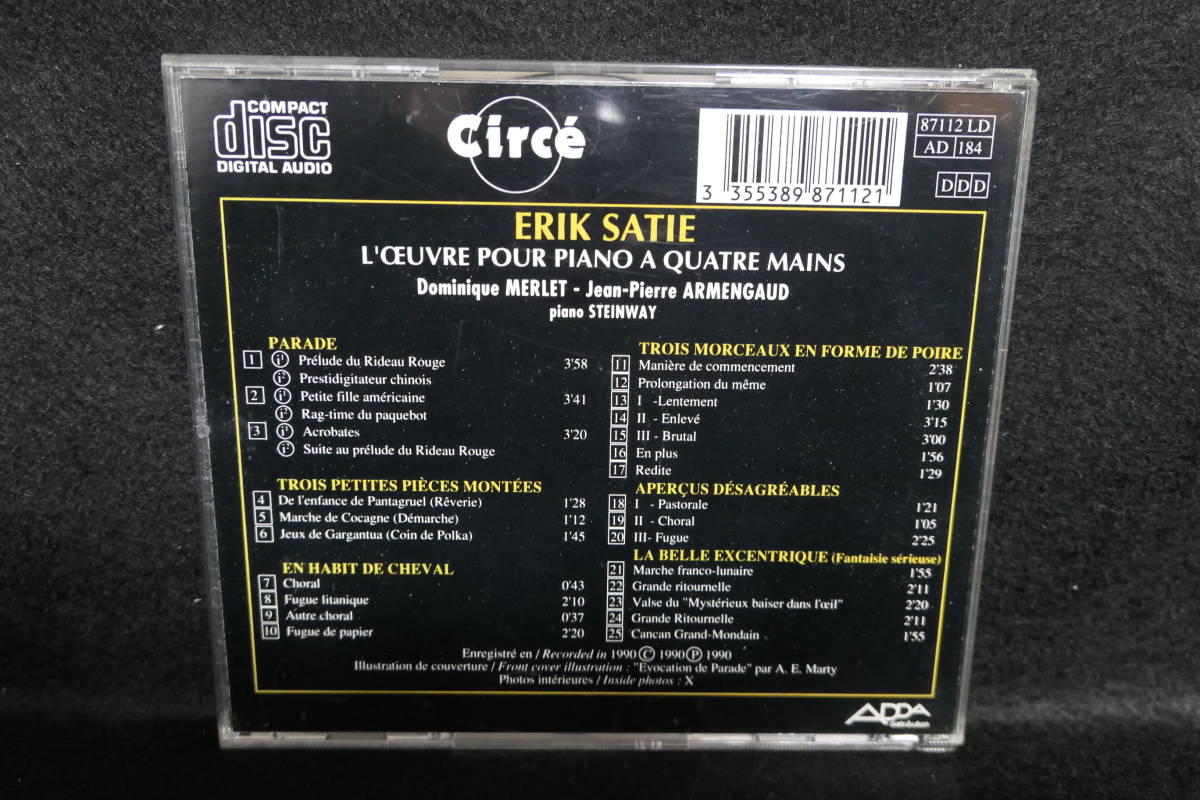 COMPACT
disc
DIGITAL AUDIO
Circé
3 355389 871121
87112 LD
AD 184
D D D
ERIK SATIE
L'ŒUVRE POUR PIANO A QUATRE MAINS
Dominique MERLET - Jean-Pierre ARMENGAUD
piano STEINWAY
PARADE
1 i1 Prélude du Rideau Rouge 3'58
i2 Prestidigitateur chinois
2 i1 Petite fille américaine 3'41
i2 Rag-time du paquebot
3 i1 Acrobates 3'20
i2 Suite au prélude du Rideau Rouge
TROIS PETITES PIÈCES MONTÉES
4 De l'enfance de Pantagruel (Rêverie) 1'28
5 Marche de Cocagne (Démarche) 1'12
6 Jeux de Gargantua (Coin de Polka) 1'45
EN HABIT DE CHEVAL
7 Choral 0'43
8 Fugue litanique 2'10
9 Autre choral 0'37
10 Fugue de papier 2'20
TROIS MORCEAUX EN FORME DE POIRE
11 Manière de commencement 2'38
12 Prolongation du même 1'07
13 I -Lentement 1'30
14 II - Enlevé 3'15
15 III - Brutal 3'00
16 En plus 1'56
17 Redite 1'29
APERÇUS DÉSAGRÉABLES
18 I - Pastorale 1'21
19 II - Choral 1'05
20 III- Fugue 2'25
LA BELLE EXCENTRIQUE (Fantaisie sérieuse)
21 Marche franco-lunaire 1'55
22 Grande ritournelle 2'11
23 Valse du "Mystérieux baiser dans l'œil" 2'20
24 Grande Ritournelle 2'11
25 Cancan Grand-Mondain 1'55
Enregistré en / Recorded in 1990 Ⓒ 1990 Ⓟ 1990
Illustration de couverture / Front cover illustration : "Evocation de Parade" par A. E. Marty
Photos intérieures / Inside photos : X
ADDA
distribution